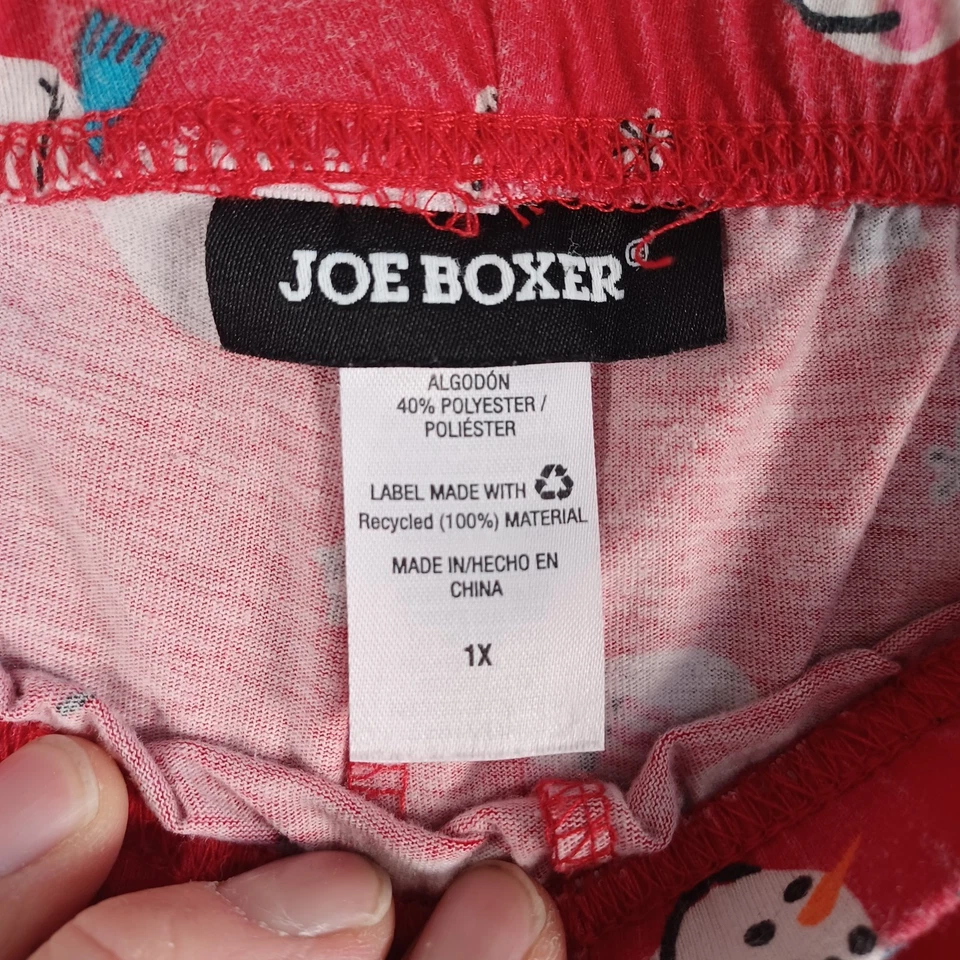 JOE BOXER®
ALGODÓN
40% POLYESTER /
POLIÉSTER
LABEL MADE WITH
Recycled (100%) MATERIAL
MADE IN/HECHO EN
CHINA
1X